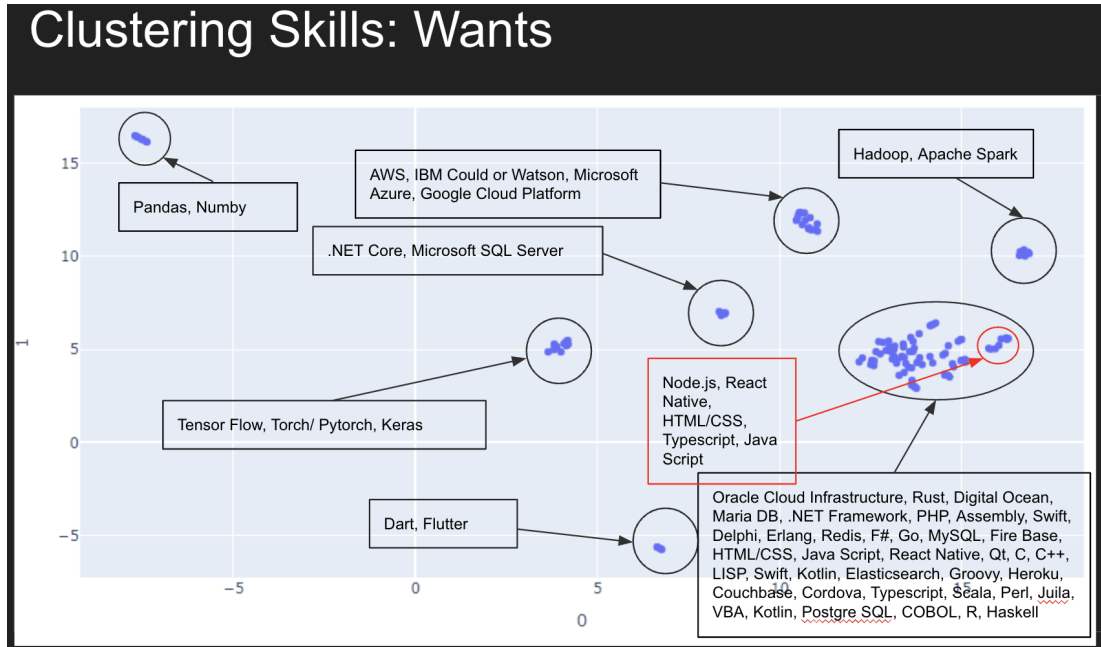 Clustering Skills: Wants
15
10
5
0
−5
1
−5
0
5
10
15
0
Pandas, Numby
AWS, IBM Could or Watson, Microsoft
Azure, Google Cloud Platform
Hadoop, Apache Spark
.NET Core, Microsoft SQL Server
Tensor Flow, Torch/ Pytorch, Keras
Node.js, React
Native,
HTML/CSS,
Typescript, Java
Script
Dart, Flutter
Oracle Cloud Infrastructure, Rust, Digital Ocean,
Maria DB, .NET Framework, PHP, Assembly, Swift,
Delphi, Erlang, Redis, F#, Go, MySQL, Fire Base,
HTML/CSS, Java Script, React Native, Qt, C, C++,
LISP, Swift, Kotlin, Elasticsearch, Groovy, Heroku,
Couchbase, Cordova, Typescript, Scala, Perl, Juila,
VBA, Kotlin, Postgre SQL, COBOL, R, Haskell